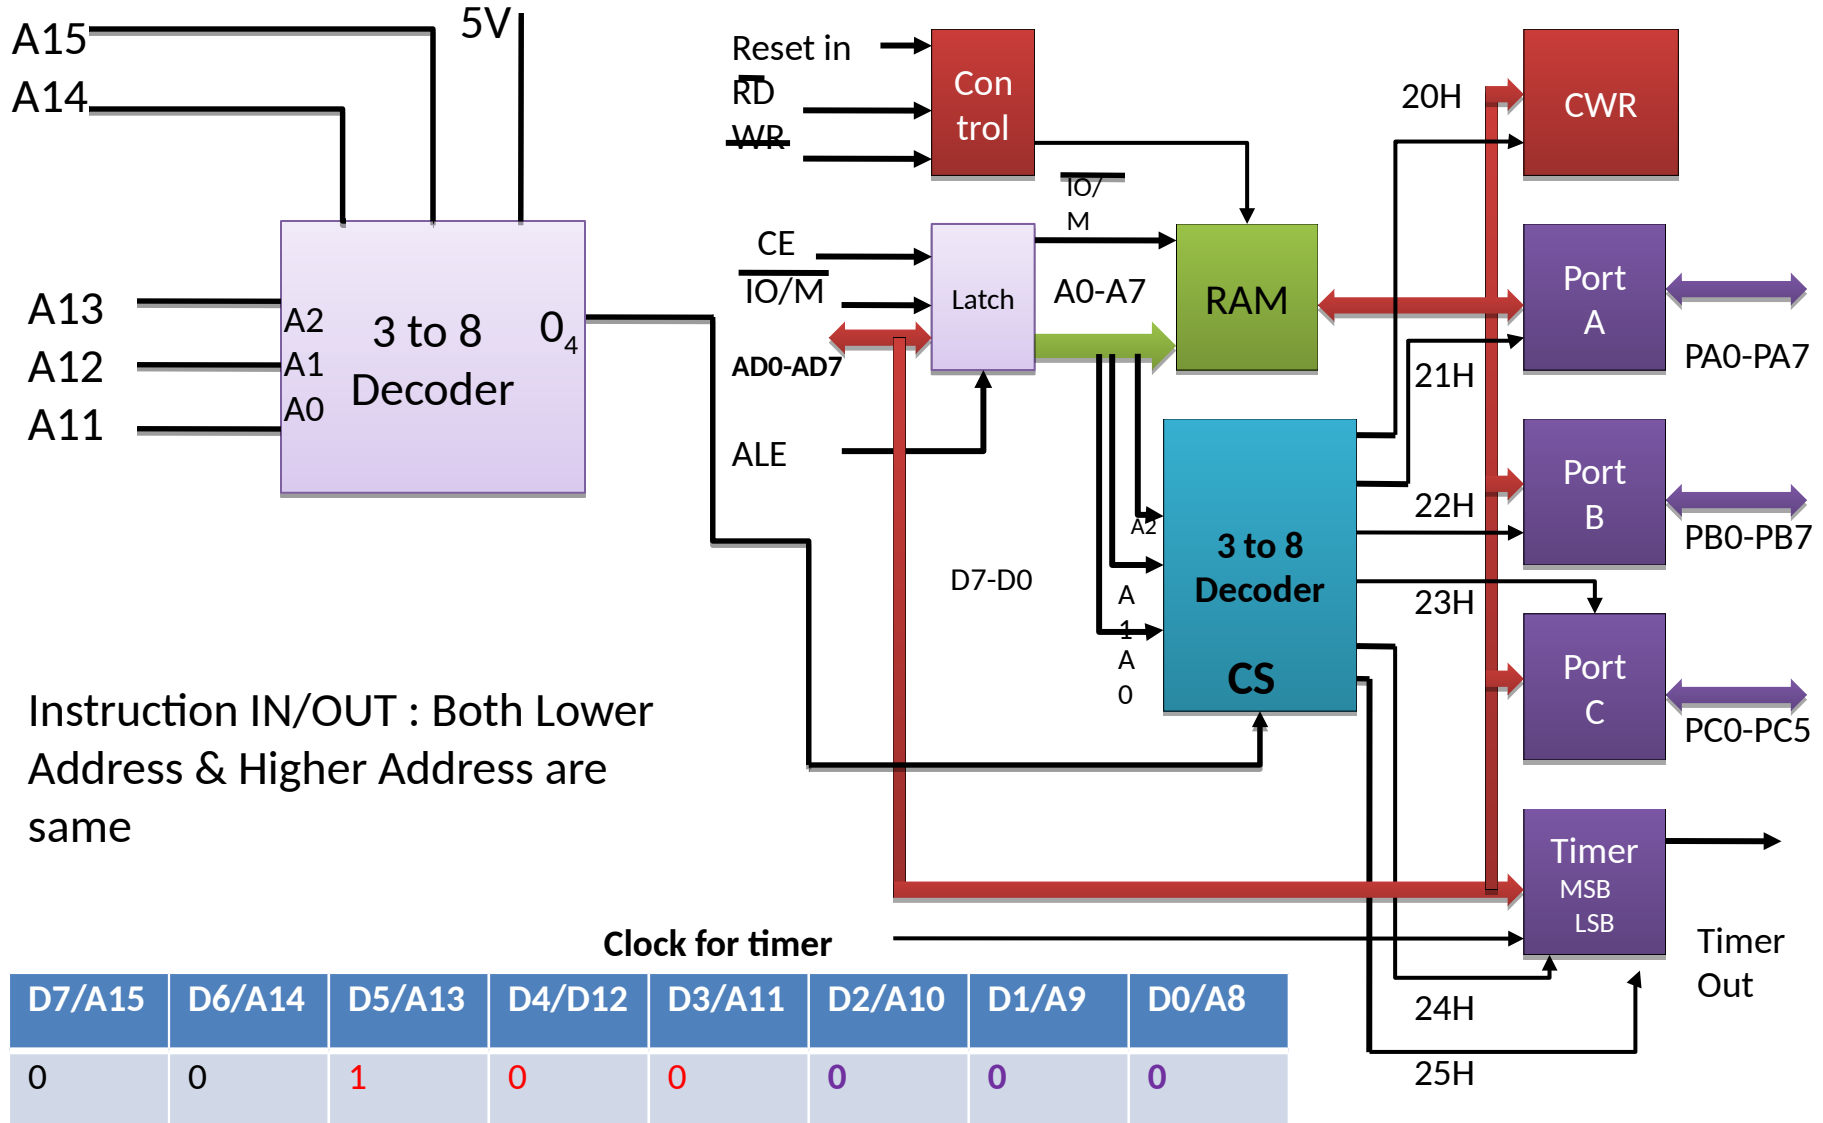 A15
A14
5V
A13
A12
A11
A2
A1
A0
3 to 8
Decoder
0₄
Reset in
RD
WR
Con
trol
IO/
M
CE
IO/M
AD0-AD7
ALE
Latch
A0-A7
RAM
D7-D0
A2
A
1
A
0
3 to 8
Decoder
CS
20H
21H
22H
23H
24H
25H
CWR
Port
A
PA0-PA7
Port
B
PB0-PB7
Port
C
PC0-PC5
Timer
MSB
LSB
Timer
Out
Instruction IN/OUT : Both Lower
Address & Higher Address are
same
Clock for timer
D7/A15 D6/A14 D5/A13 D4/D12 D3/A11 D2/A10 D1/A9 D0/A8
0 0 1 0 0 0 0 0